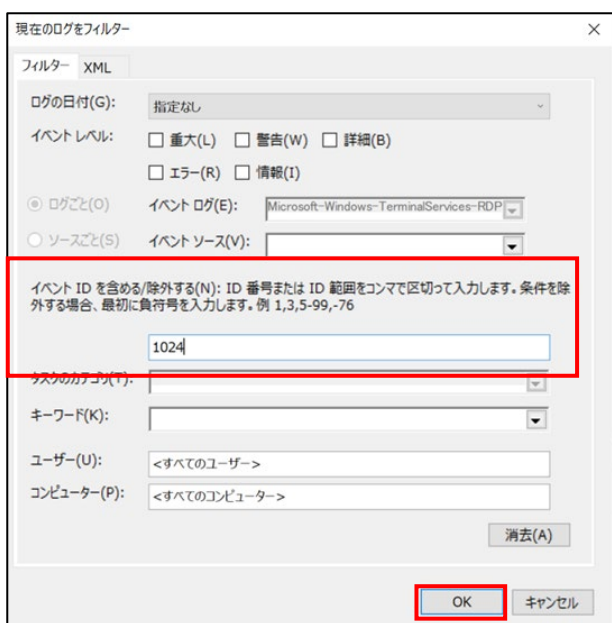 現在のログをフィルター
フィルター XML
ログの日付(G): 指定なし
イベント レベル: 重大(L) 警告(W) 詳細(B)
エラー(R) 情報(I)
ログごと(O) イベント ログ(E): Microsoft-Windows-TerminalServices-RDP
ソースごと(S) イベント ソース(V):
イベント ID を含める/除外する(N): ID 番号または ID 範囲をコンマで区切って入力します。条件を除
外する場合、最初に負符号を入力します。例 1,3,5-99,-76
1024
タスクのカテゴリ(T):
キーワード(K):
ユーザー(U): <すべてのユーザー>
コンピューター(P): <すべてのコンピューター>
消去(A)
OK キャンセル